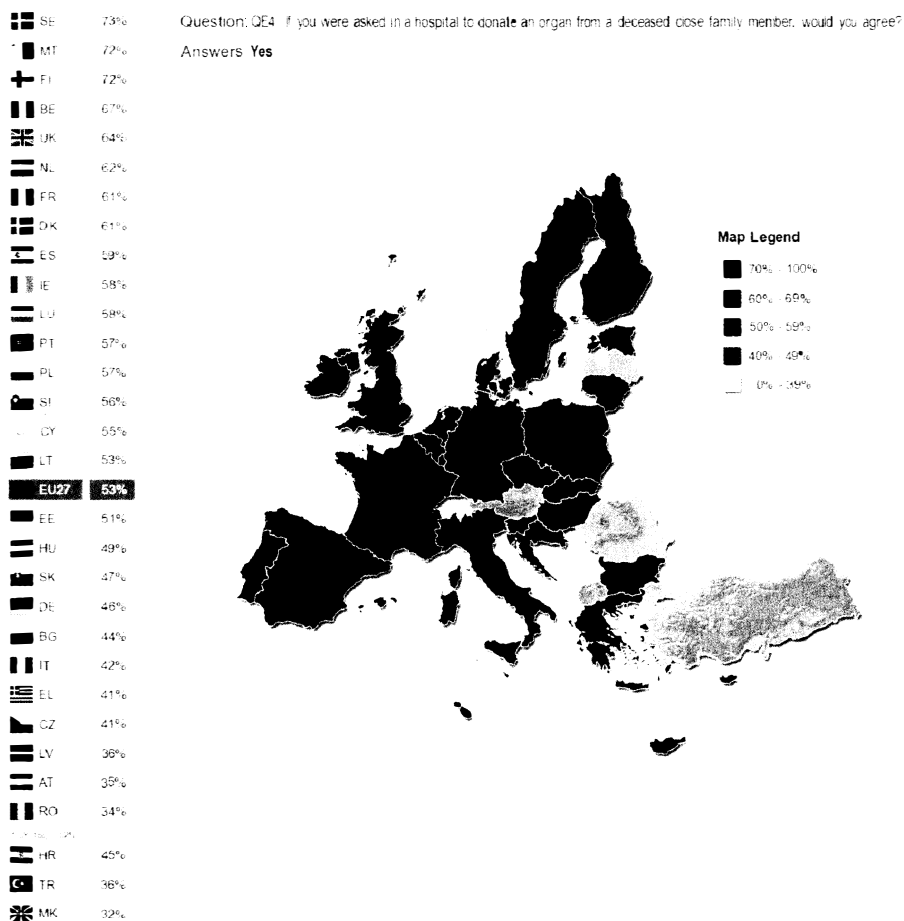 Question: QE4 If you were asked in a hospital to donate an organ from a deceased close family member, would you agree?
Answers Yes
SE 73%
MT 72%
FI 72%
BE 67%
UK 64%
NL 62%
FR 61%
DK 61%
ES 59%
IE 58%
LU 58%
PT 57%
PL 57%
SI 56%
CY 55%
LT 53%
EU27 53%
EE 51%
HU 49%
SK 47%
DE 46%
BG 44%
IT 42%
EL 41%
CZ 41%
LV 36%
AT 35%
RO 34%
HR 45%
TR 36%
MK 32%
Map Legend
70% - 100%
60% - 69%
50% - 59%
40% - 49%
0% - 39%